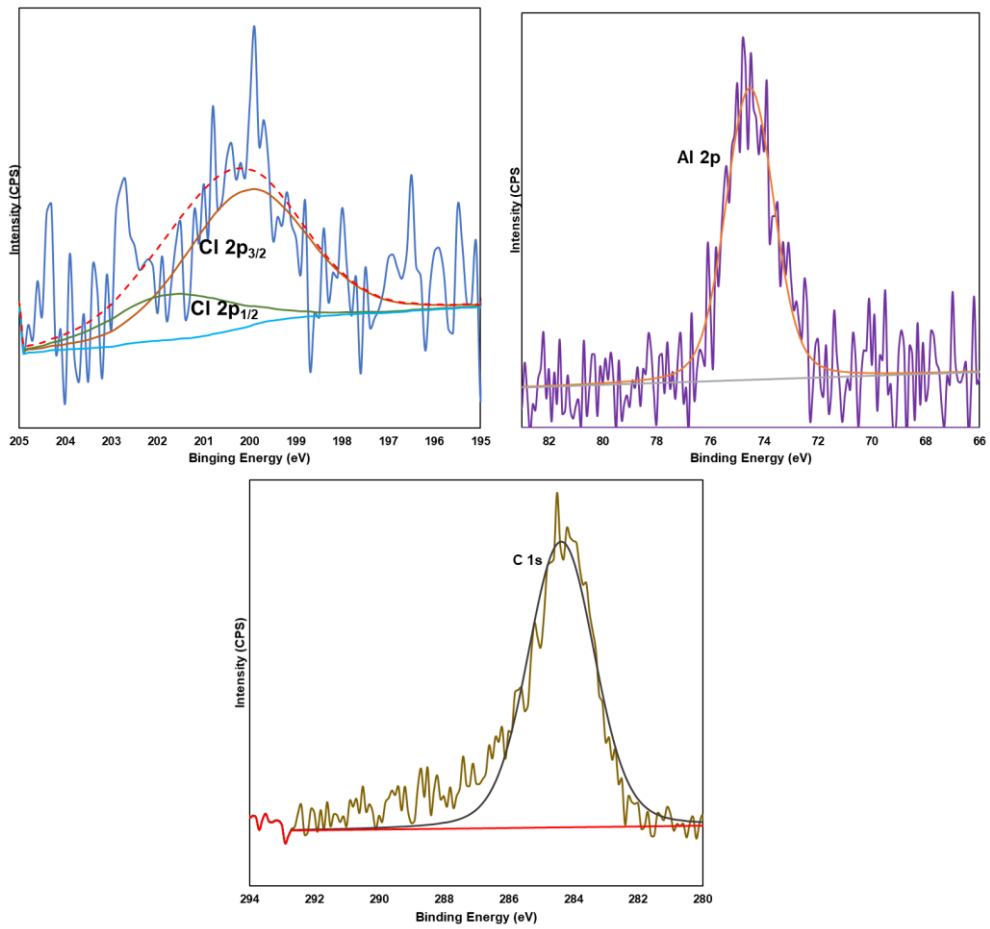 Intensity (CPS)
Cl 2p3/2
Cl 2p1/2
205 204 203 202 201 200 199 198 197 196 195
Binging Energy (eV)
Intensity (CPS
Al 2p
82 80 78 76 74 72 70 68 66
Binding Energy (eV)
Intensity (CPS)
C 1s
294 292 290 288 286 284 282 280
Binding Energy (eV)